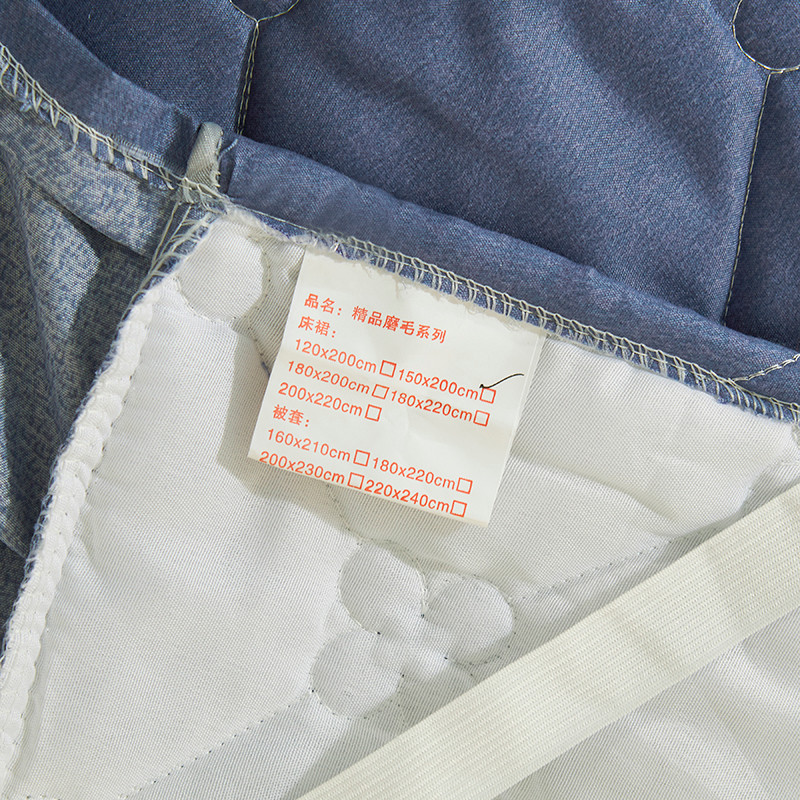 品名：精品磨毛系列
床裙：
120x200cm□150x200cm□
180x200cm□180x220cm□
200x220cm□
被套：
160x210cm□180x220cm□
200x230cm□220x240cm□